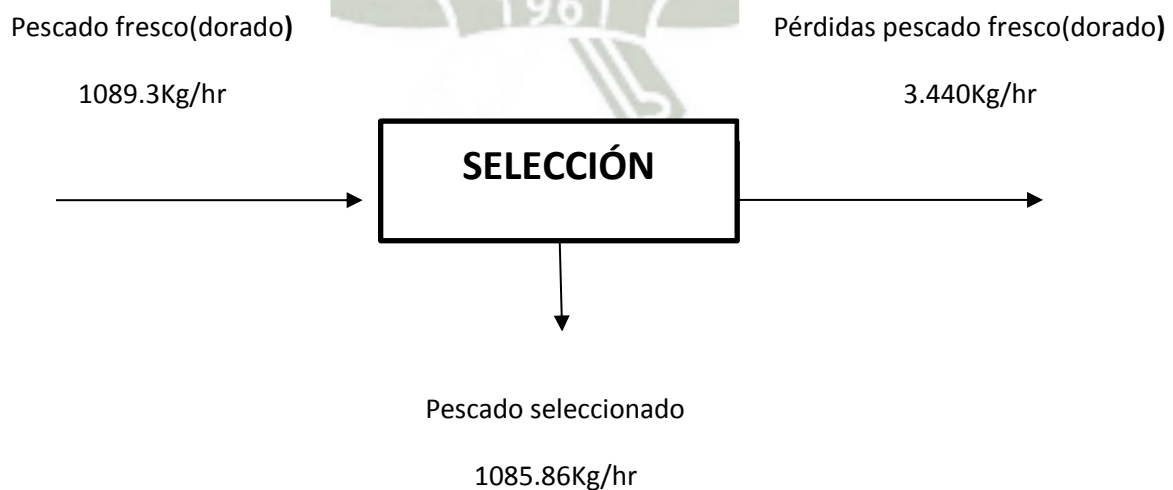 Pescado fresco(dorado)
Pérdidas pescado fresco(dorado)
1089.3Kg/hr
3.440Kg/hr
SELECCIÓN
Pescado seleccionado
1085.86Kg/hr